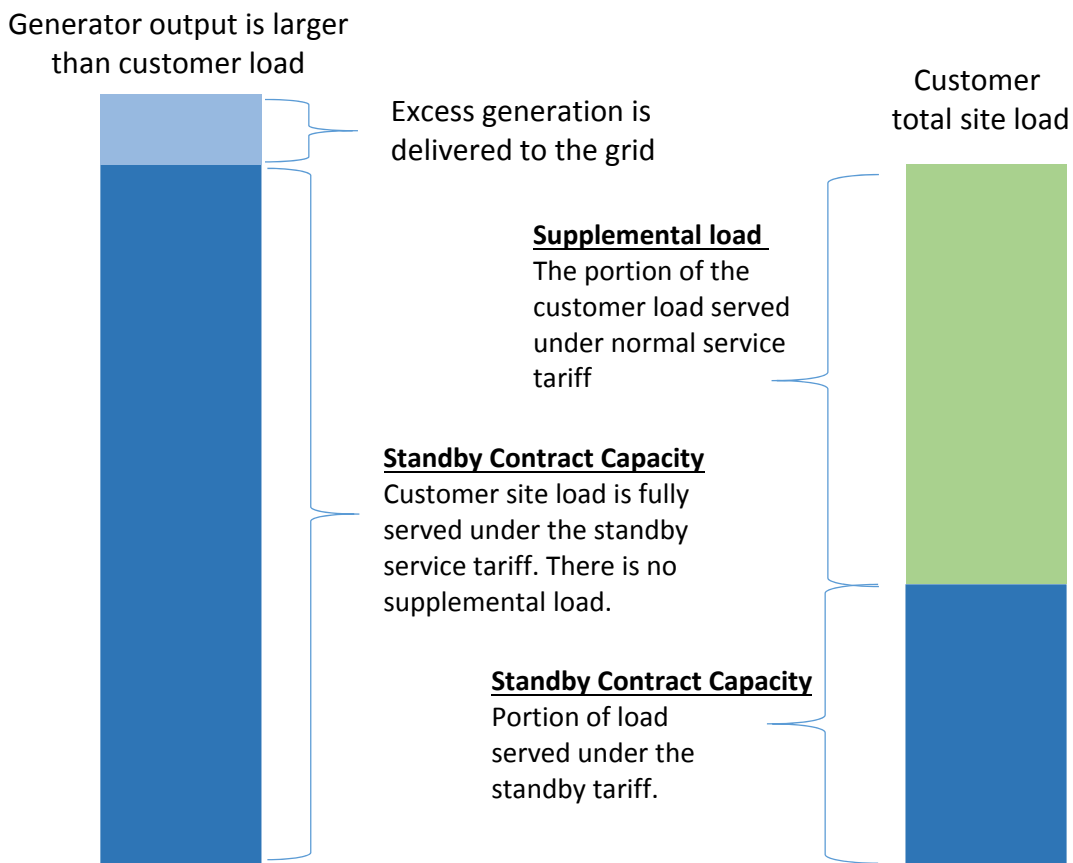 Generator output is larger
than customer load
Excess generation is
delivered to the grid
Customer
total site load
Supplemental load
The portion of the
customer load served
under normal service
tariff
Standby Contract Capacity
Customer site load is fully
served under the standby
service tariff. There is no
supplemental load.
Standby Contract Capacity
Portion of load
served under the
standby tariff.